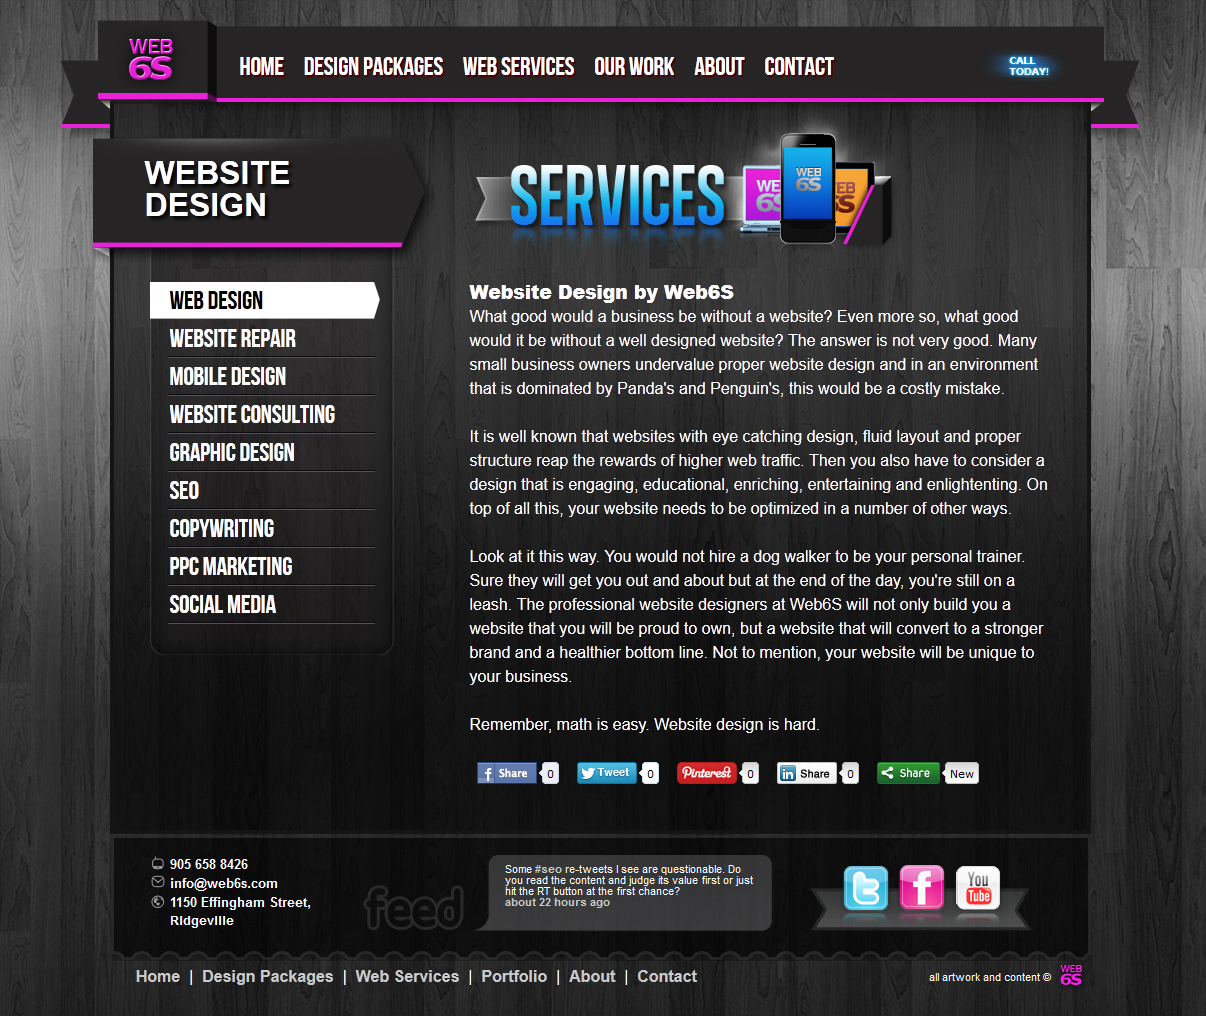 WEB
6S
HOME DESIGN PACKAGES WEB SERVICES OUR WORK ABOUT CONTACT
CALL
TODAY!
WEBSITE
DESIGN
SERVICES
WEB
6S
WEB
6S
EB
6S
WEB DESIGN
WEBSITE REPAIR
MOBILE DESIGN
WEBSITE CONSULTING
GRAPHIC DESIGN
SEO
COPYWRITING
PPC MARKETING
SOCIAL MEDIA
Website Design by Web6S
What good would a business be without a website? Even more so, what good
would it be without a well designed website? The answer is not very good. Many
small business owners undervalue proper website design and in an environment
that is dominated by Panda's and Penguin's, this would be a costly mistake.
It is well known that websites with eye catching design, fluid layout and proper
structure reap the rewards of higher web traffic. Then you also have to consider a
design that is engaging, educational, enriching, entertaining and enlightenting. On
top of all this, your website needs to be optimized in a number of other ways.
Look at it this way. You would not hire a dog walker to be your personal trainer.
Sure they will get you out and about but at the end of the day, you're still on a
leash. The professional website designers at Web6S will not only build you a
website that you will be proud to own, but a website that will convert to a stronger
brand and a healthier bottom line. Not to mention, your website will be unique to
your business.
Remember, math is easy. Website design is hard.
f Share 0 Tweet 0 Pinterest 0 in Share 0 Share New
905 658 8426
info@web6s.com
1150 Effingham Street,
Ridgeville
feed
Some #seo re-tweets I see are questionable. Do
you read the content and judge its value first or just
hit the RT button at the first chance?
about 22 hours ago
t f You
Tube
Home | Design Packages | Web Services | Portfolio | About | Contact
all artwork and content © WEB
6S